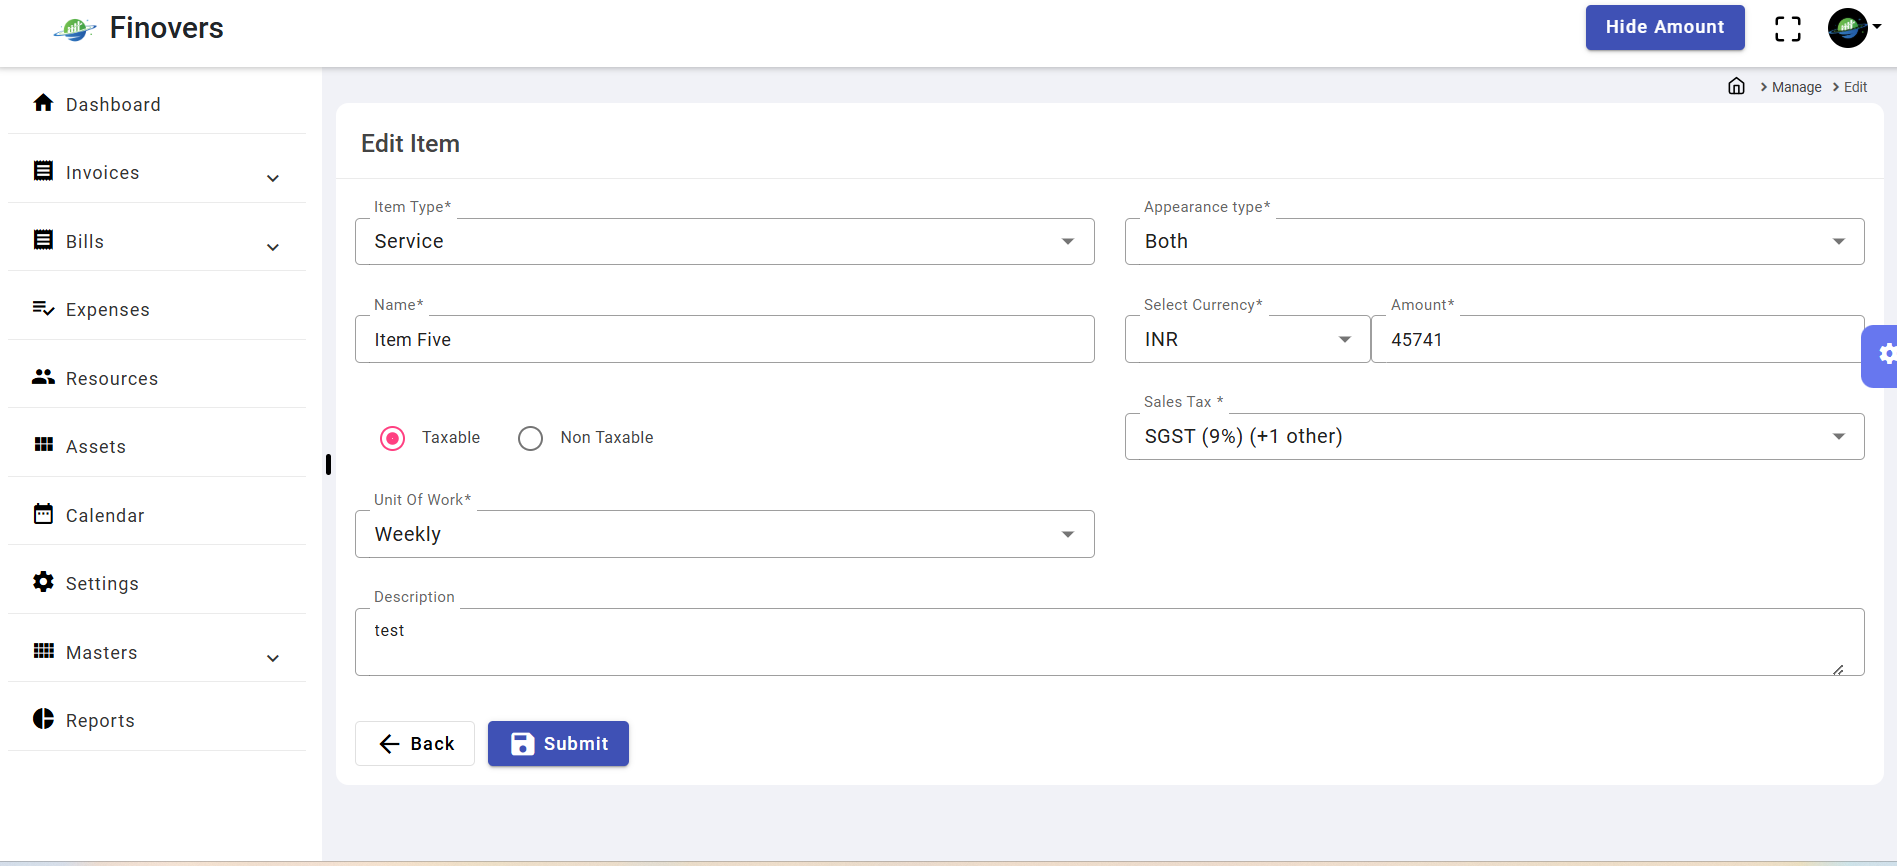 Finovers
Hide Amount
Manage
Edit
Dashboard
Invoices
Bills
Expenses
Resources
Assets
Calendar
Settings
Masters
Reports
Edit Item
Item Type*
Service
Appearance type*
Both
Name*
Item Five
Select Currency*
INR
Amount*
45741
Taxable
Non Taxable
Sales Tax *
SGST (9%) (+1 other)
Unit Of Work*
Weekly
Description
test
Back
Submit